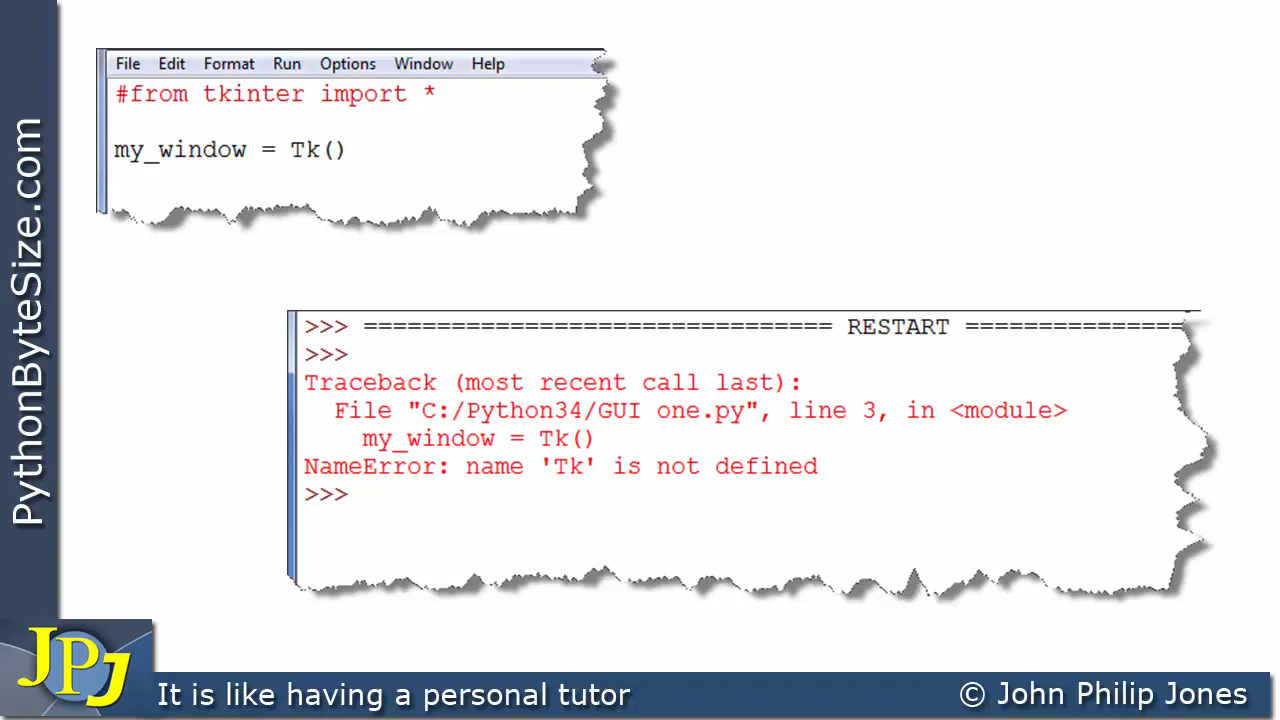 PythonByteSize.com
File Edit Format Run Options Window Help
#from tkinter import *
my_window = Tk()
>>> ================================ RESTART ===============
>>>
Traceback (most recent call last):
  File "C:/Python34/GUI one.py", line 3, in <module>
    my_window = Tk()
NameError: name 'Tk' is not defined
>>>
JPJ
It is like having a personal tutor
© John Philip Jones